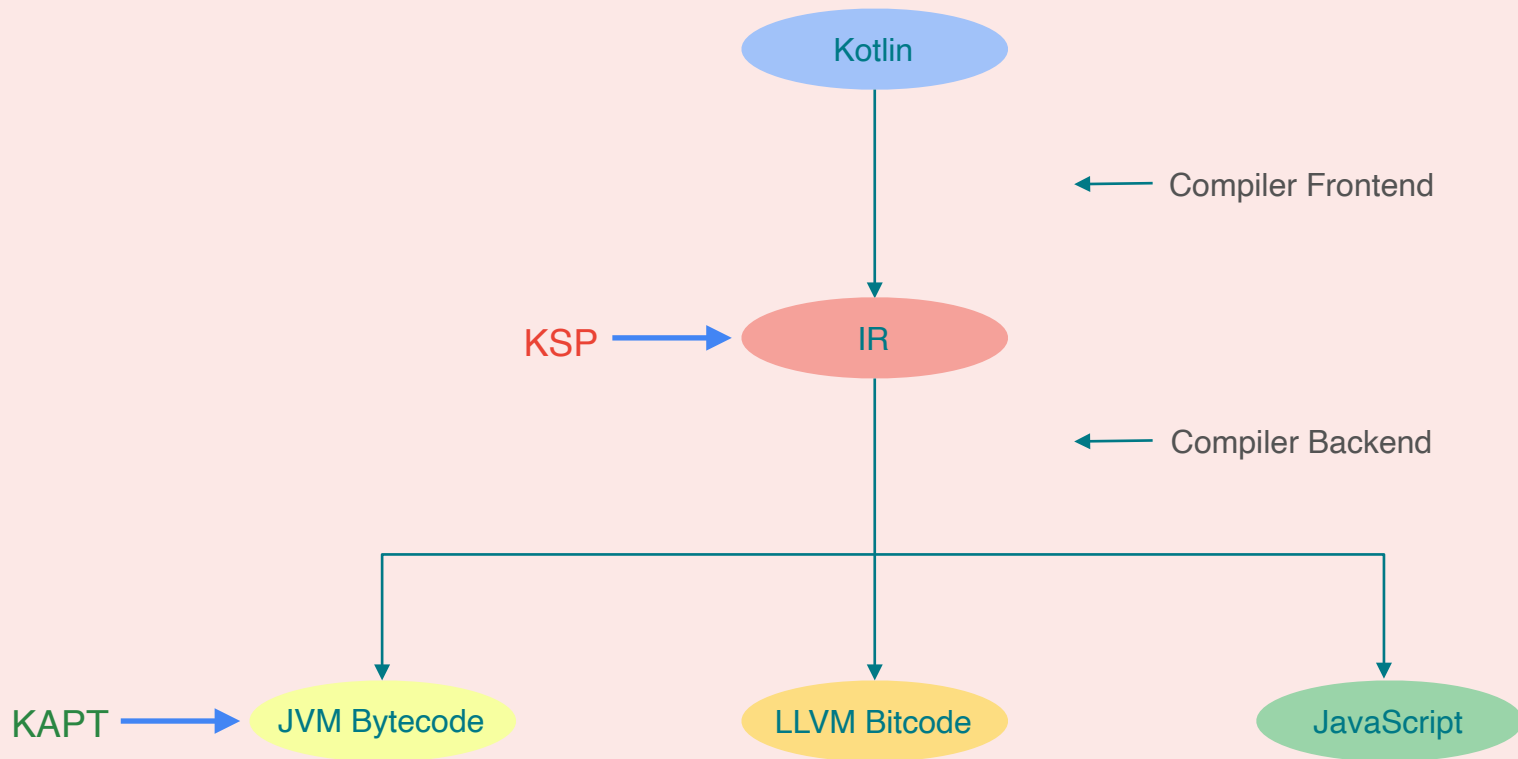 Kotlin
Compiler Frontend
KSP
IR
Compiler Backend
KAPT
JVM Bytecode
LLVM Bitcode
JavaScript